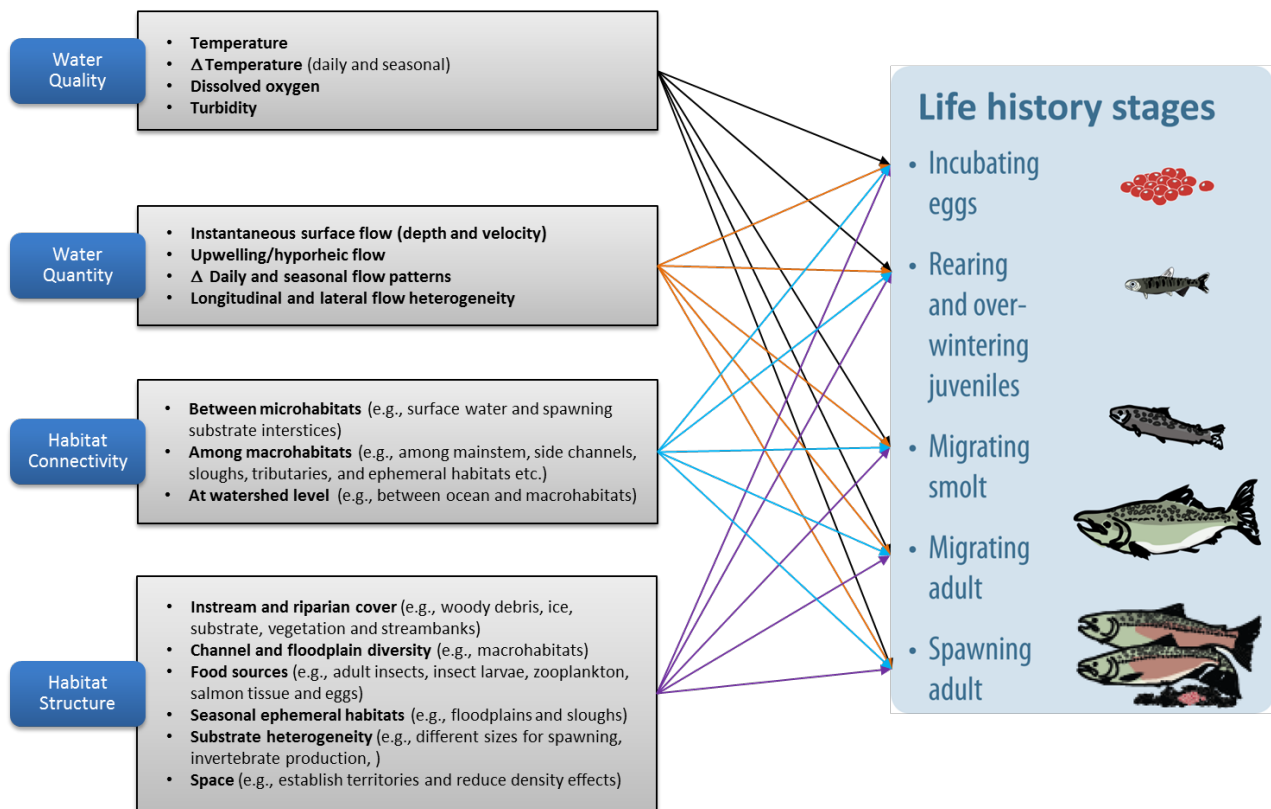 Water
Quality
• Temperature
• Δ Temperature (daily and seasonal)
• Dissolved oxygen
• Turbidity
Water
Quantity
• Instantaneous surface flow (depth and velocity)
• Upwelling/hyporheic flow
• Δ Daily and seasonal flow patterns
• Longitudinal and lateral flow heterogeneity
Habitat
Connectivity
• Between microhabitats (e.g., surface water and spawning
substrate interstices)
• Among macrohabitats (e.g., among mainstem, side channels,
sloughs, tributaries, and ephemeral habitats etc.)
• At watershed level (e.g., between ocean and macrohabitats)
Habitat
Structure
• Instream and riparian cover (e.g., woody debris, ice,
substrate, vegetation and streambanks)
• Channel and floodplain diversity (e.g., macrohabitats)
• Food sources (e.g., adult insects, insect larvae, zooplankton,
salmon tissue and eggs)
• Seasonal ephemeral habitats (e.g., floodplains and sloughs)
• Substrate heterogeneity (e.g., different sizes for spawning,
invertebrate production, )
• Space (e.g., establish territories and reduce density effects)
Life history stages
• Incubating
eggs
• Rearing
and over-
wintering
juveniles
• Migrating
smolt
• Migrating
adult
• Spawning
adult